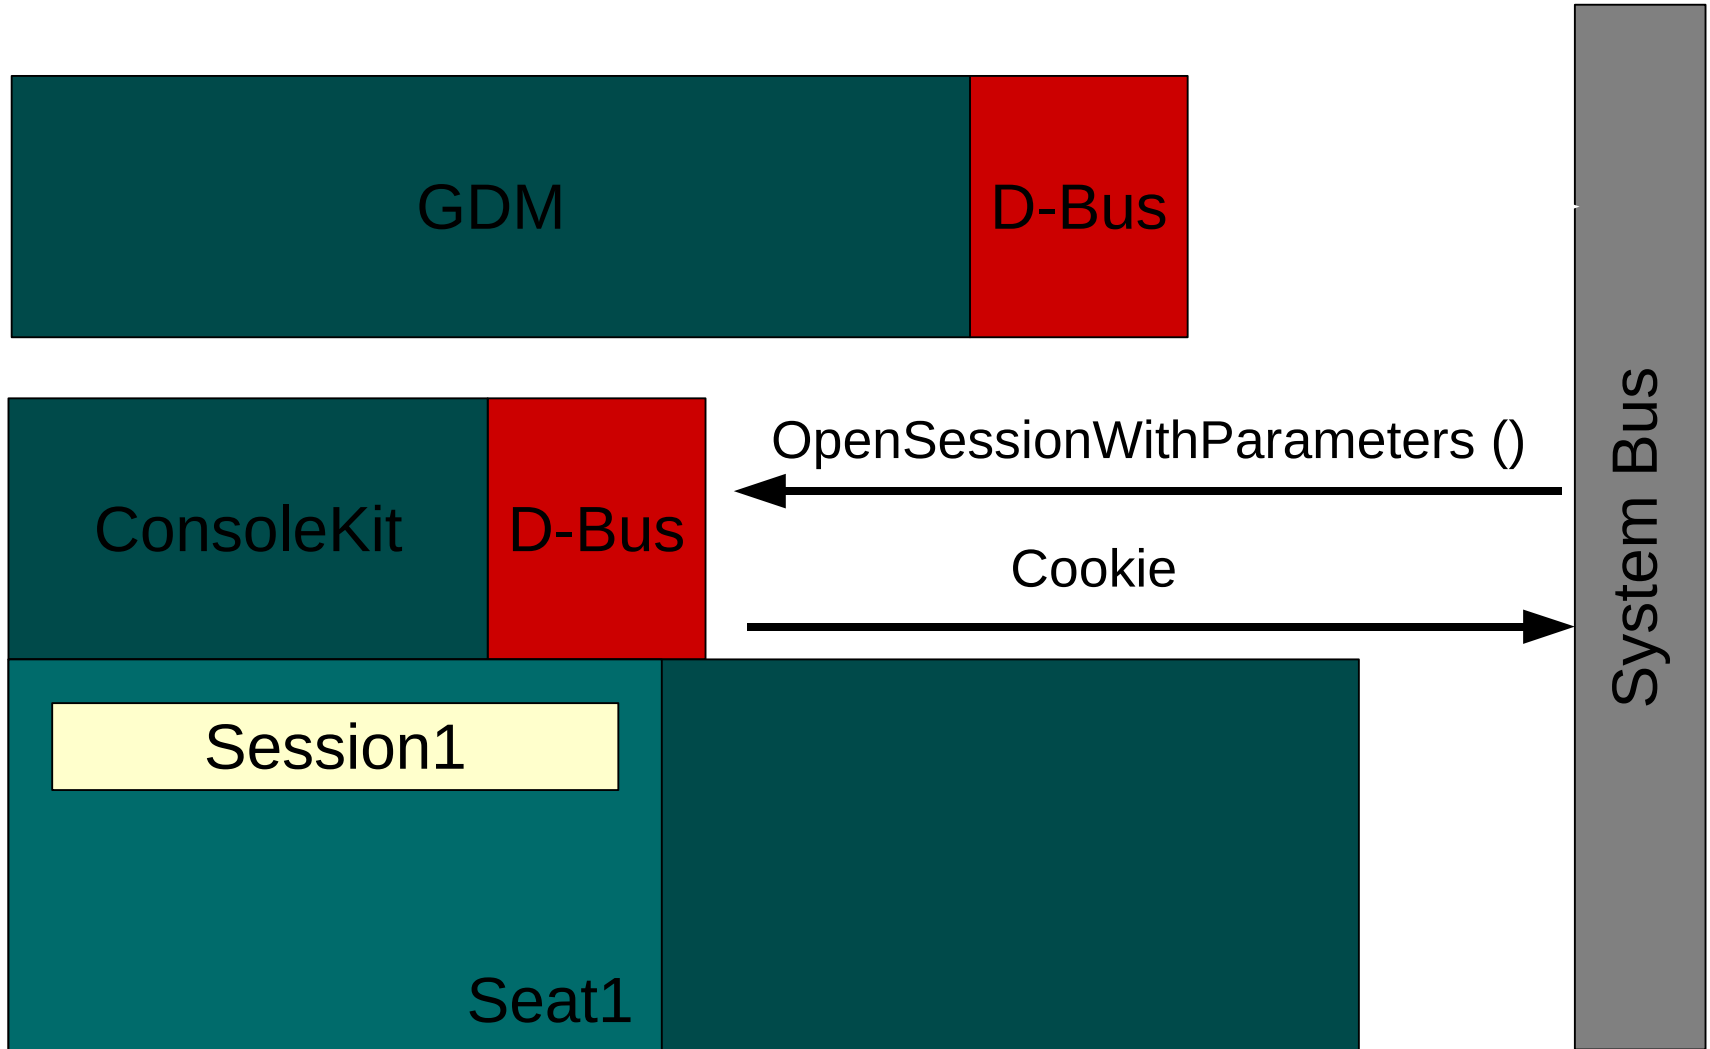 GDM
D-Bus
OpenSessionWithParameters ()
ConsoleKit
D-Bus
Cookie
System Bus
Session1
Seat1